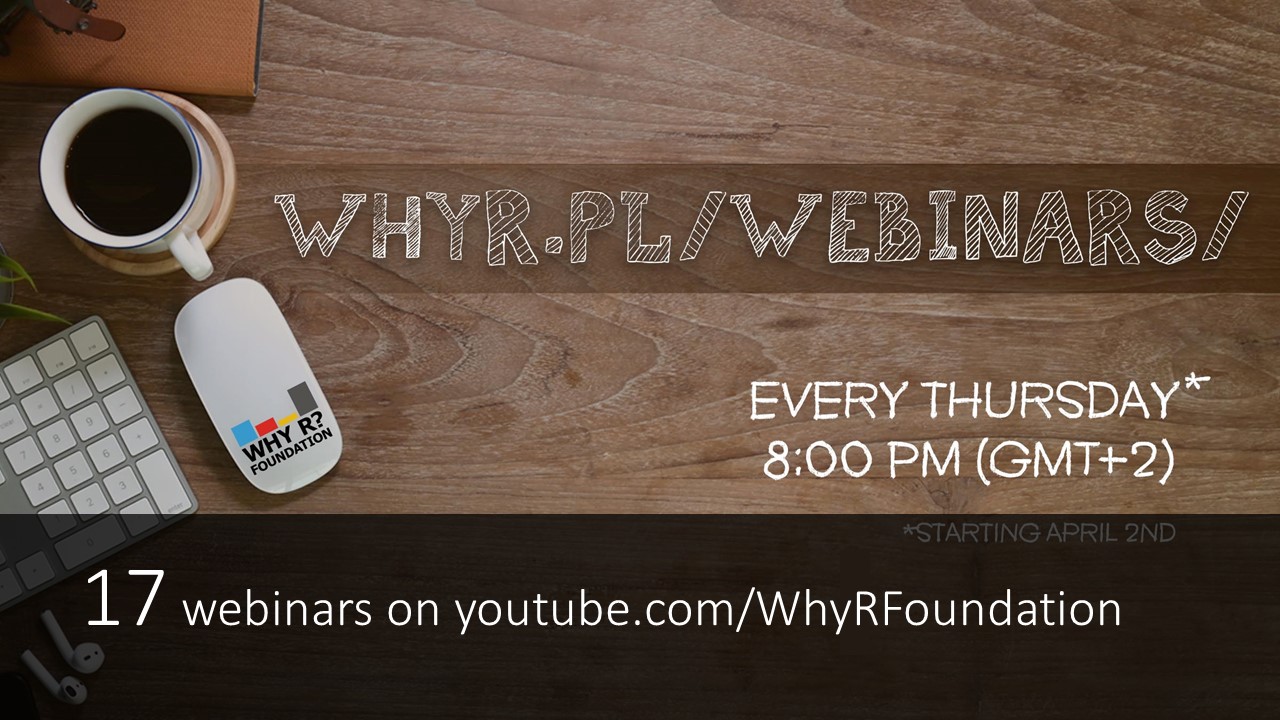 WHYR.PL/WEBINARS/
EVERY THURSDAY*
8:00 PM (GMT+2)
*STARTING APRIL 2ND
WHY R?
FOUNDATION
17 webinars on youtube.com/WhyRFoundation